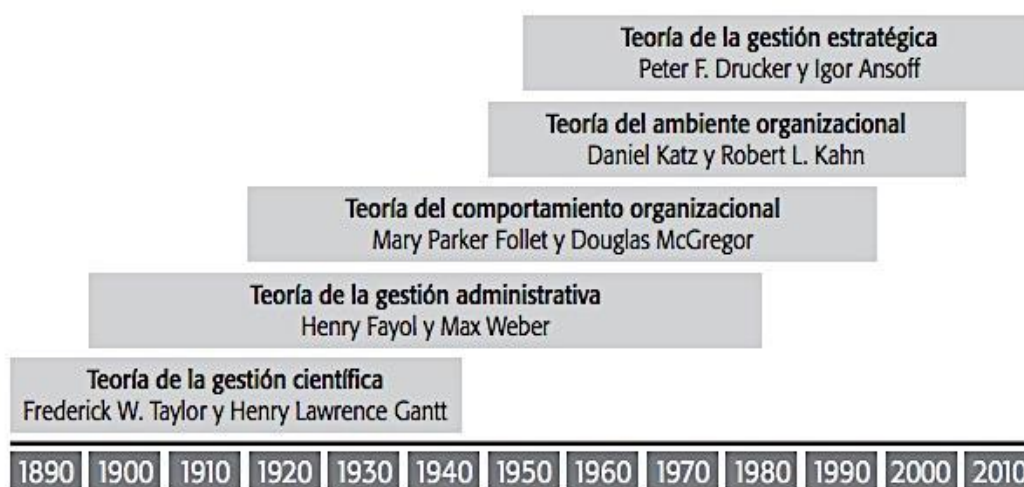 Teoría de la gestión estratégica
Peter F. Drucker y Igor Ansoff
Teoría del ambiente organizacional
Daniel Katz y Robert L. Kahn
Teoría del comportamiento organizacional
Mary Parker Follet y Douglas McGregor
Teoría de la gestión administrativa
Henry Fayol y Max Weber
Teoría de la gestión científica
Frederick W. Taylor y Henry Lawrence Gantt
1890 1900 1910 1920 1930 1940 1950 1960 1970 1980 1990 2000 2010